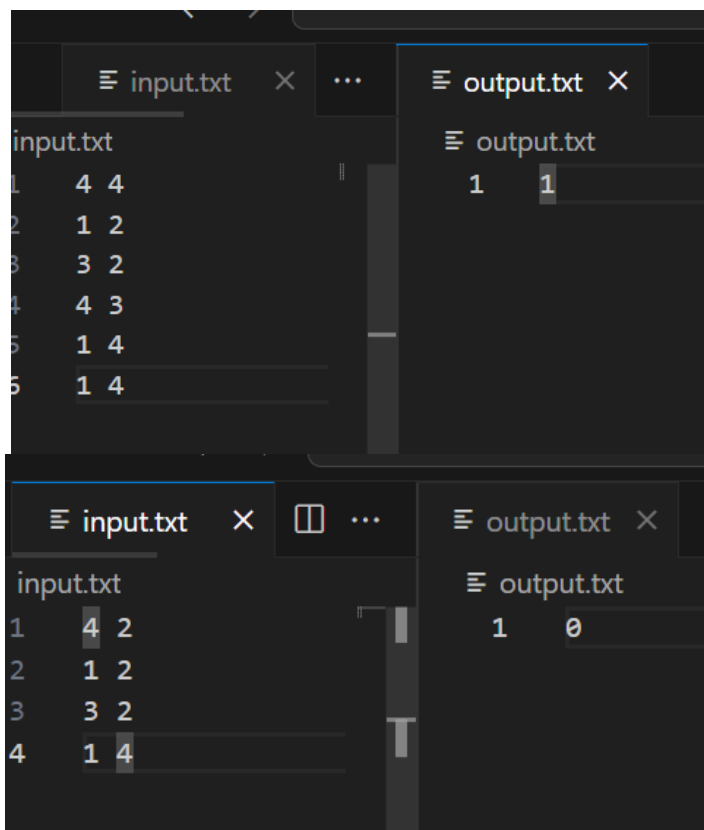 input.txt × ··· output.txt ×
input.txt output.txt
1 4 4 1 1
2 1 2
3 3 2
4 4 3
5 1 4
6 1 4
input.txt × ··· output.txt ×
input.txt output.txt
1 4 2 1 0
2 1 2
3 3 2
4 1 4